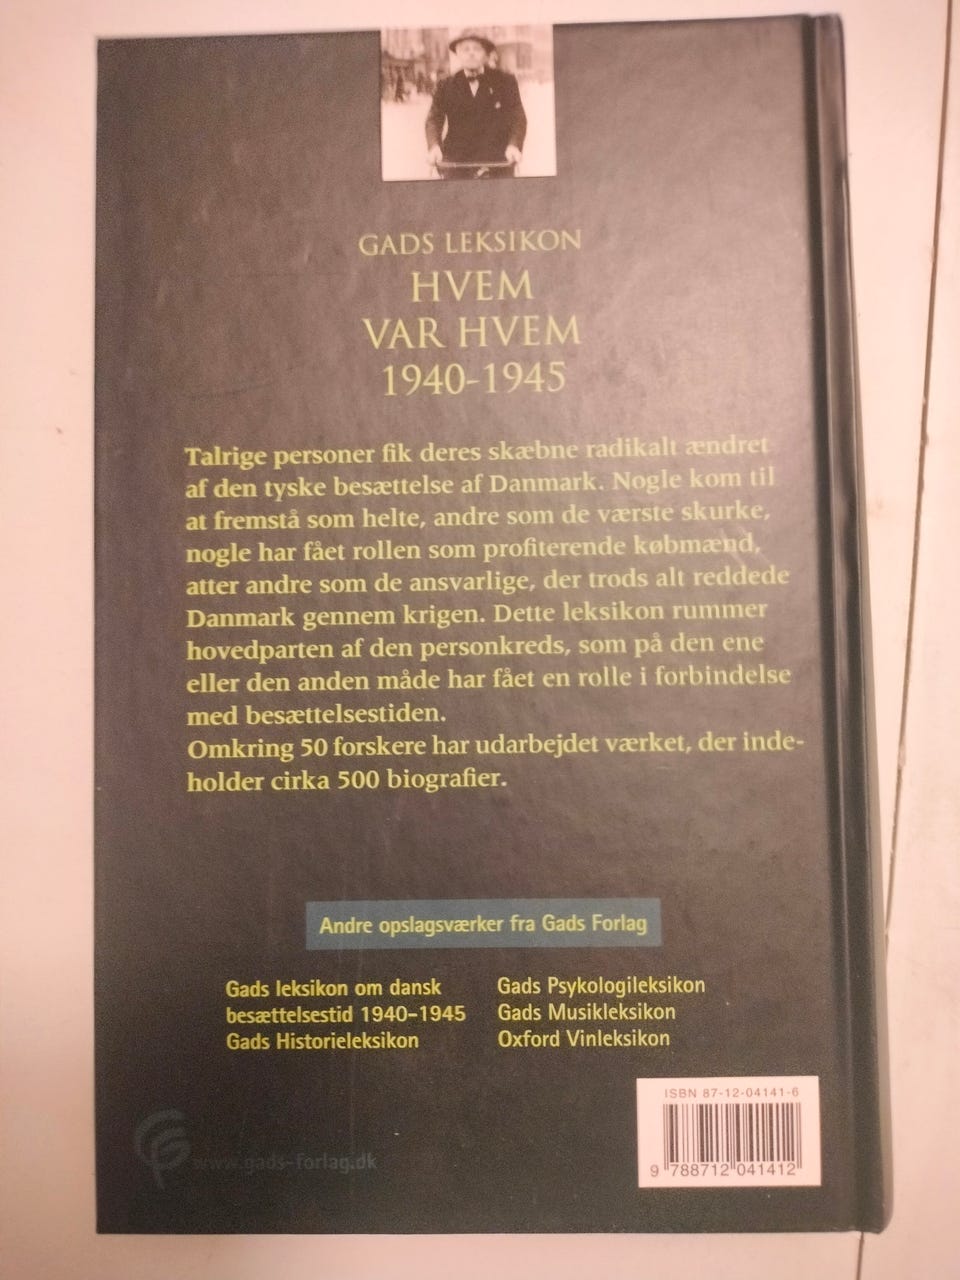 GADS LEKSIKON
HVEM
VAR HVEM
1940-1945
Talrige personer fik deres skæbne radikalt ændret
af den tyske besættelse af Danmark. Nogle kom til
at fremstå som helte, andre som de værste skurke,
nogle har fået rollen som profiterende købmænd,
atter andre som de ansvarlige, der trods alt reddede
Danmark gennem krigen. Dette leksikon rummer
hovedparten af den personkreds, som på den ene
eller den anden måde har fået en rolle i forbindelse
med besættelsestiden.
Omkring 50 forskere har udarbejdet værket, der inde-
holder cirka 500 biografier.
Andre opslagsværker fra Gads Forlag
Gads leksikon om dansk
besættelsestid 1940-1945
Gads Historieleksikon
Gads Psykologileksikon
Gads Musikleksikon
Oxford Vinleksikon
www.gads-forlag.dk
ISBN 87-12-04141-6
9 788712 041412